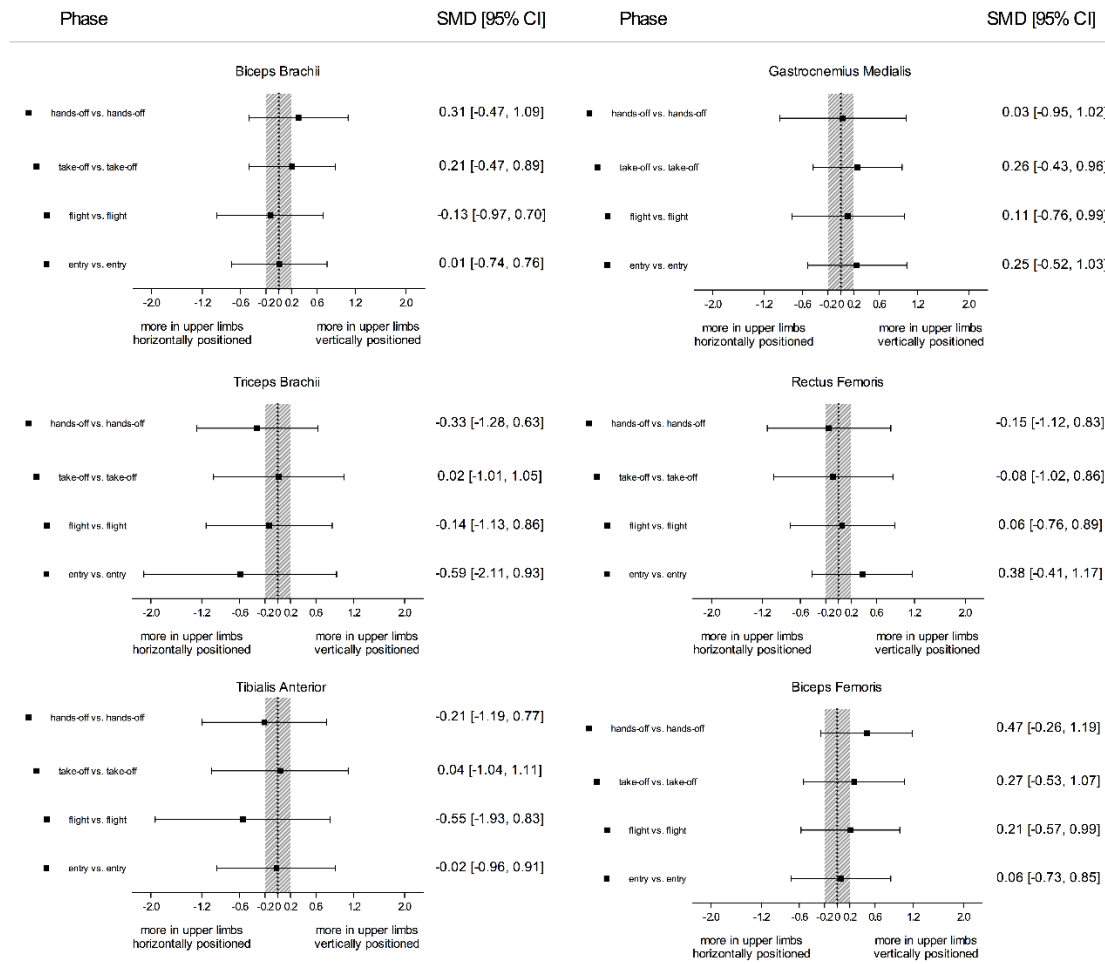 Phase SMD [95% CI] Phase SMD [95% CI]
Biceps Brachii
hands-off vs. hands-off 0.31 [-0.47, 1.09]
take-off vs. take-off 0.21 [-0.47, 0.89]
flight vs. flight -0.13 [-0.97, 0.70]
entry vs. entry 0.01 [-0.74, 0.76]
-2.0 -1.2 -0.6 -0.2 0 0.2 0.6 1.2 2.0
more in upper limbs more in upper limbs
horizontally positioned vertically positioned
Gastrocnemius Medialis
hands-off vs. hands-off 0.03 [-0.95, 1.02]
take-off vs. take-off 0.26 [-0.43, 0.96]
flight vs. flight 0.11 [-0.76, 0.99]
entry vs. entry 0.25 [-0.52, 1.03]
-2.0 -1.2 -0.6 -0.2 0 0.2 0.6 1.2 2.0
more in upper limbs more in upper limbs
horizontally positioned vertically positioned
Triceps Brachii
hands-off vs. hands-off -0.33 [-1.28, 0.63]
take-off vs. take-off 0.02 [-1.01, 1.05]
flight vs. flight -0.14 [-1.13, 0.86]
entry vs. entry -0.59 [-2.11, 0.93]
-2.0 -1.2 -0.6 -0.2 0 0.2 0.6 1.2 2.0
more in upper limbs more in upper limbs
horizontally positioned vertically positioned
Rectus Femoris
hands-off vs. hands-off -0.15 [-1.12, 0.83]
take-off vs. take-off -0.08 [-1.02, 0.86]
flight vs. flight 0.06 [-0.76, 0.89]
entry vs. entry 0.38 [-0.41, 1.17]
-2.0 -1.2 -0.6 -0.2 0 0.2 0.6 1.2 2.0
more in upper limbs more in upper limbs
horizontally positioned vertically positioned
Tibialis Anterior
hands-off vs. hands-off -0.21 [-1.19, 0.77]
take-off vs. take-off 0.04 [-1.04, 1.11]
flight vs. flight -0.55 [-1.93, 0.83]
entry vs. entry -0.02 [-0.96, 0.91]
-2.0 -1.2 -0.6 -0.2 0 0.2 0.6 1.2 2.0
more in upper limbs more in upper limbs
horizontally positioned vertically positioned
Biceps Femoris
hands-off vs. hands-off 0.47 [-0.26, 1.19]
take-off vs. take-off 0.27 [-0.53, 1.07]
flight vs. flight 0.21 [-0.57, 0.99]
entry vs. entry 0.06 [-0.73, 0.85]
-2.0 -1.2 -0.6 -0.2 0 0.2 0.6 1.2 2.0
more in upper limbs more in upper limbs
horizontally positioned vertically positioned